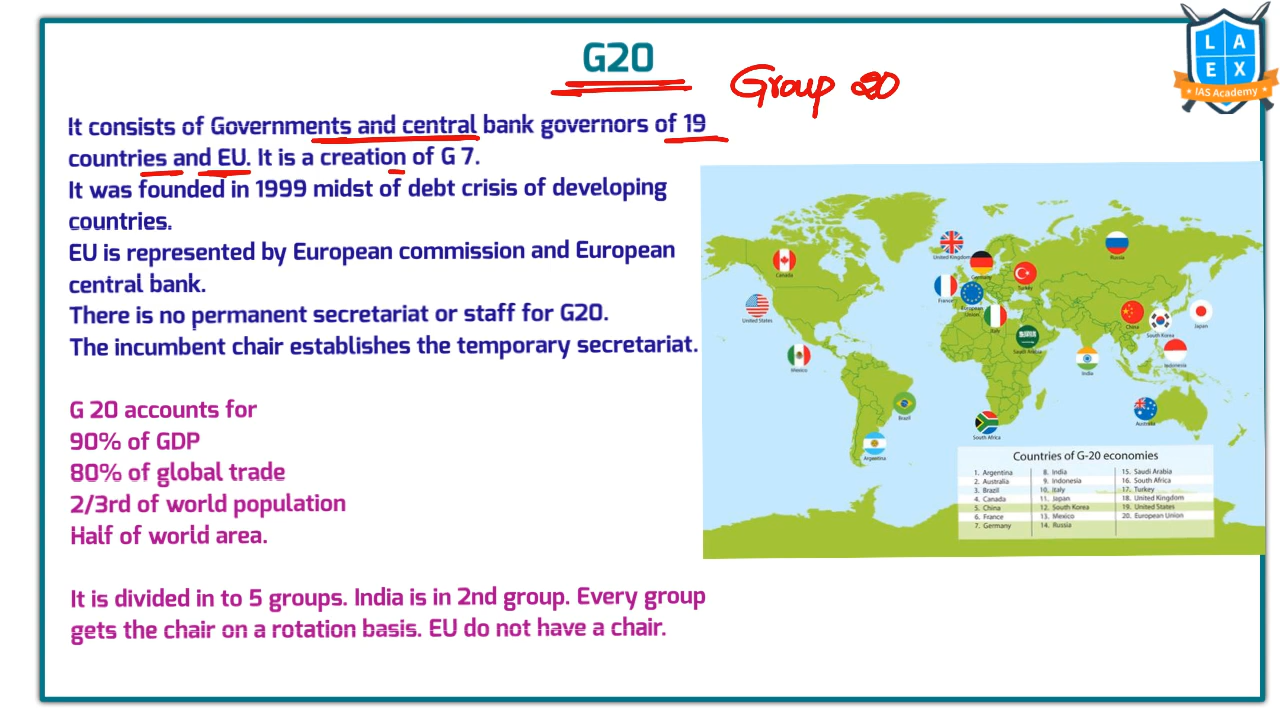 G20
Group 20
L A
E X
IAS Academy
It consists of Governments and central bank governors of 19
countries and EU. It is a creation of G 7.
It was founded in 1999 midst of debt crisis of developing
countries.
EU is represented by European commission and European
central bank.
There is no permanent secretariat or staff for G20.
The incumbent chair establishes the temporary secretariat.
G 20 accounts for
90% of GDP
80% of global trade
2/3rd of world population
Half of world area.
It is divided in to 5 groups. India is in 2nd group. Every group
gets the chair on a rotation basis. EU do not have a chair.
Canada
United States
Mexico
Brazil
Argentina
United Kingdom
Germany
France
European
Union
Italy
Turkey
Russia
Saudi Arabia
South Africa
India
China
South Korea
Japan
Indonesia
Australia
Countries of G-20 economies
1. Argentina
2. Australia
3. Brazil
4. Canada
5. China
6. France
7. Germany
8. India
9. Indonesia
10. Italy
11. Japan
12. South Korea
13. Mexico
14. Russia
15. Saudi Arabia
16. South Africa
17. Turkey
18. United Kingdom
19. United States
20. European Union